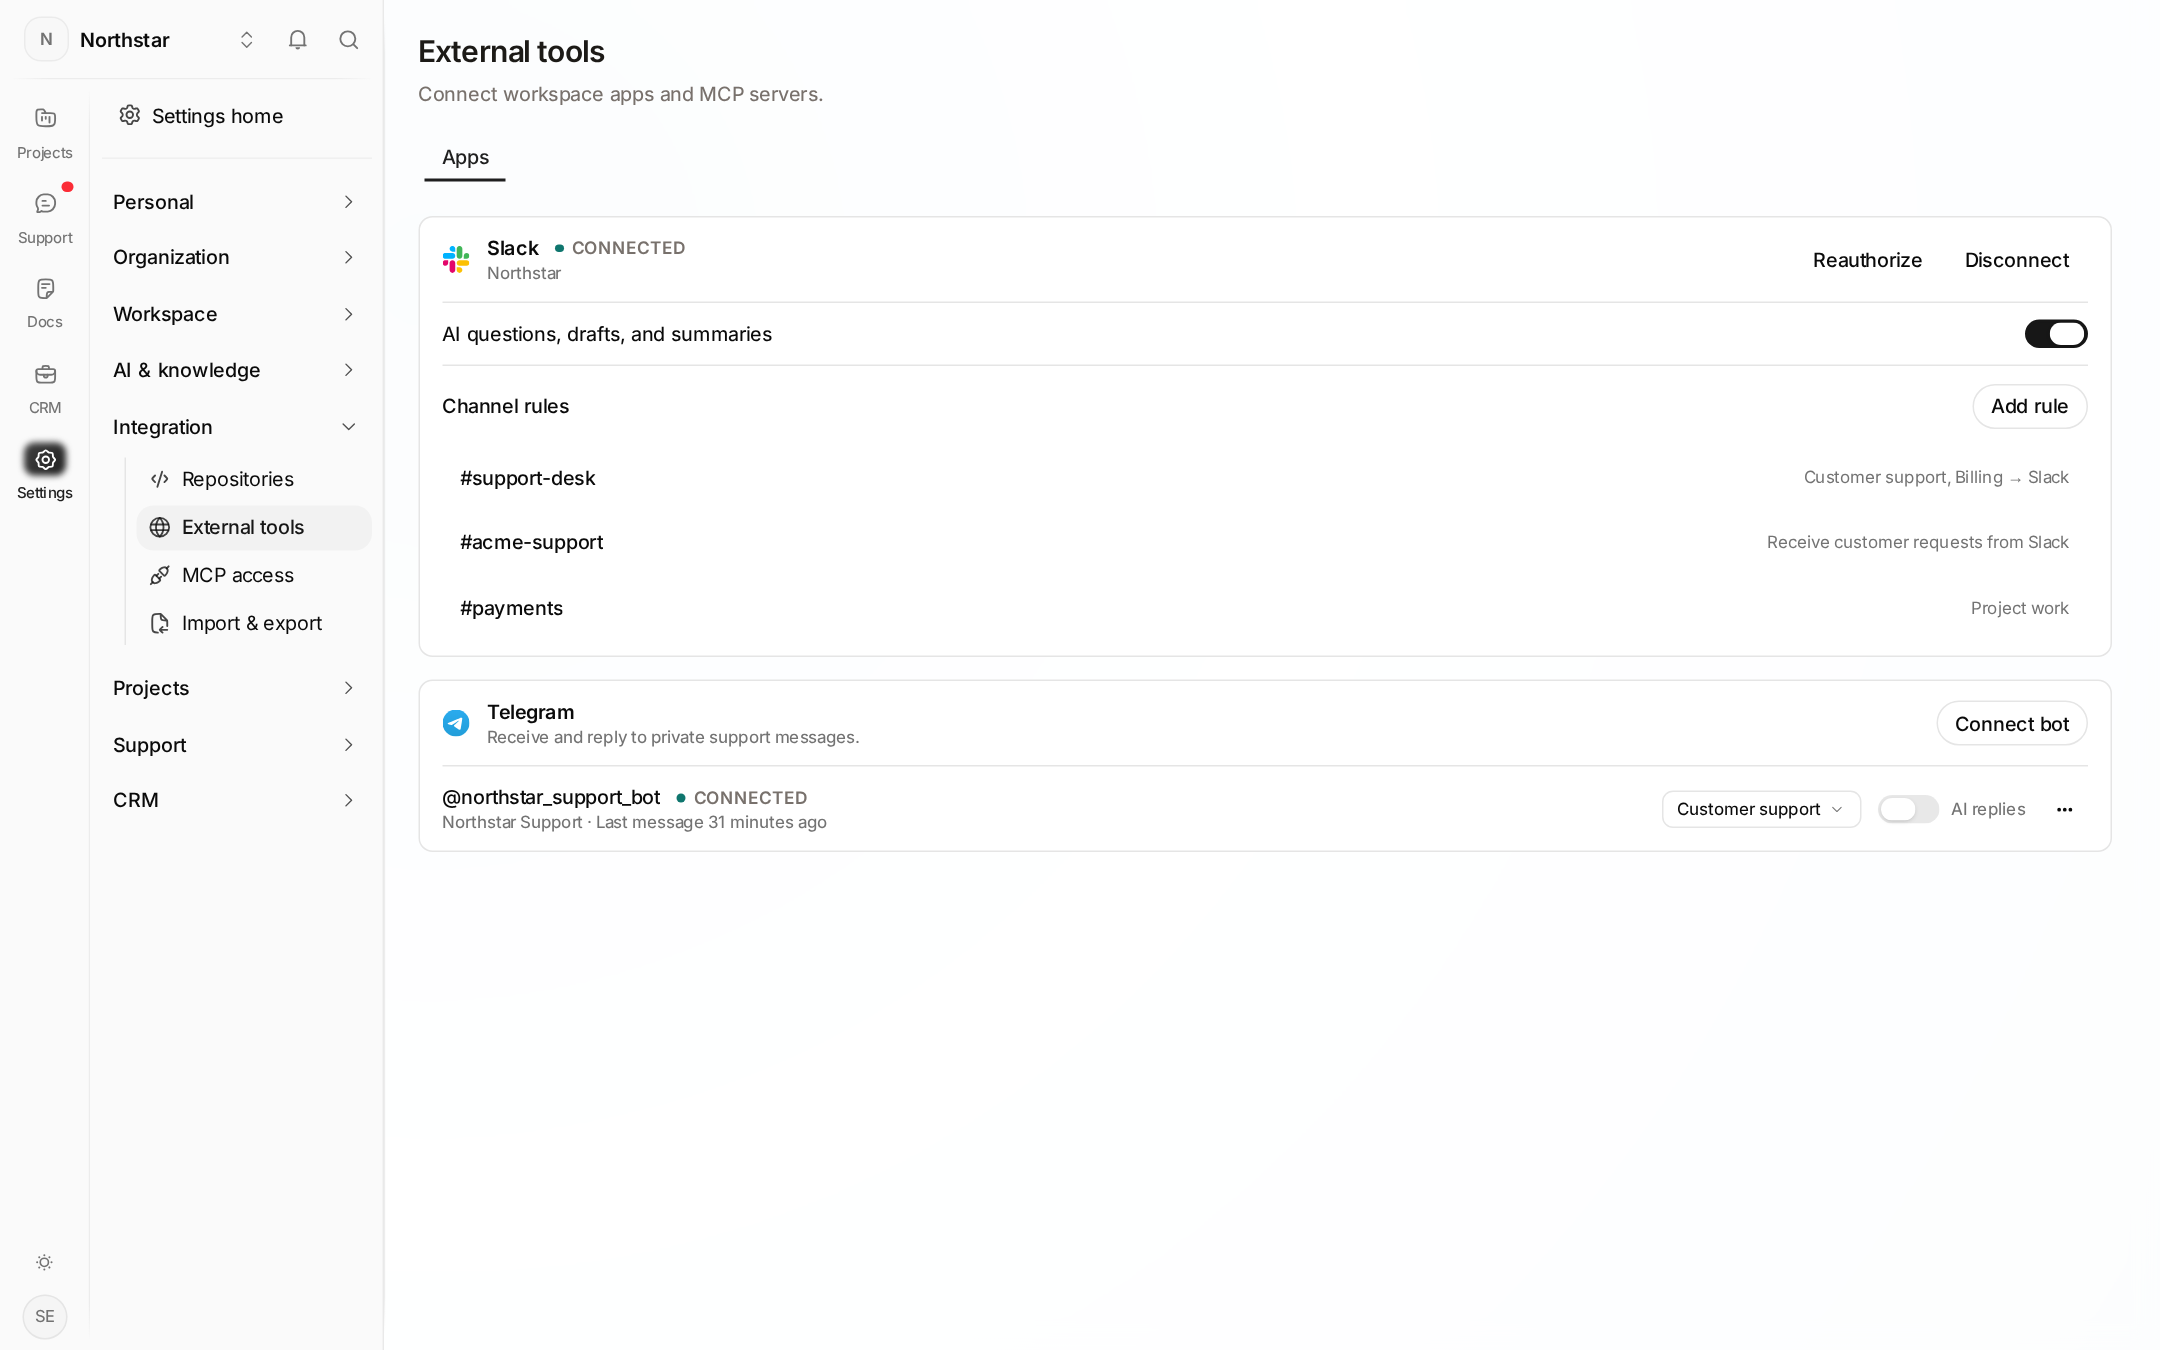 N
Northstar
Projects
Support
Docs
CRM
Settings
SE
Settings home
Personal
Organization
Workspace
AI & knowledge
Integration
Repositories
External tools
MCP access
Import & export
Projects
Support
CRM
External tools
Connect workspace apps and MCP servers.
Apps
Slack CONNECTED
Northstar
Reauthorize Disconnect
AI questions, drafts, and summaries
Channel rules Add rule
#support-desk Customer support, Billing → Slack
#acme-support Receive customer requests from Slack
#payments Project work
Telegram
Receive and reply to private support messages.
Connect bot
@northstar_support_bot CONNECTED
Northstar Support · Last message 31 minutes ago
Customer support AI replies